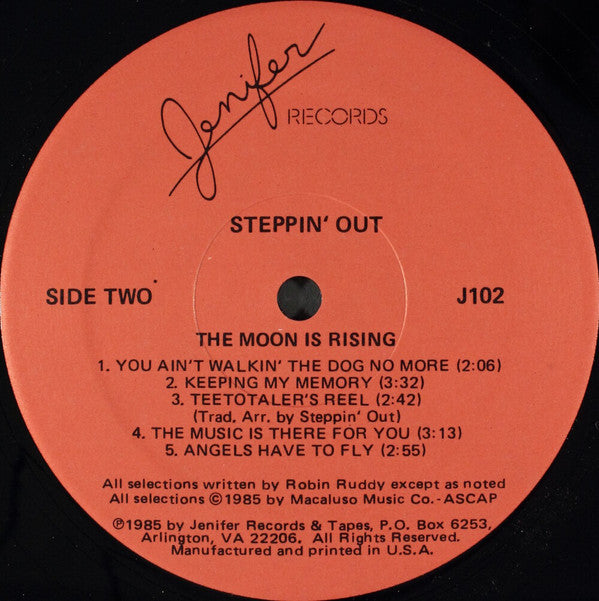 Jenifer RECORDS
STEPPIN' OUT
SIDE TWO J102
THE MOON IS RISING
1. YOU AIN'T WALKIN' THE DOG NO MORE (2:06)
2. KEEPING MY MEMORY (3:32)
3. TEETOTALER'S REEL (2:42)
(Trad. Arr. by Steppin' Out)
4. THE MUSIC IS THERE FOR YOU (3:13)
5. ANGELS HAVE TO FLY (2:55)
All selections written by Robin Ruddy except as noted
All selections ©1985 by Macaluso Music Co.-ASCAP
℗1985 by Jenifer Records & Tapes, P.O. Box 6253,
Arlington, VA 22206. All Rights Reserved.
Manufactured and printed in U.S.A.